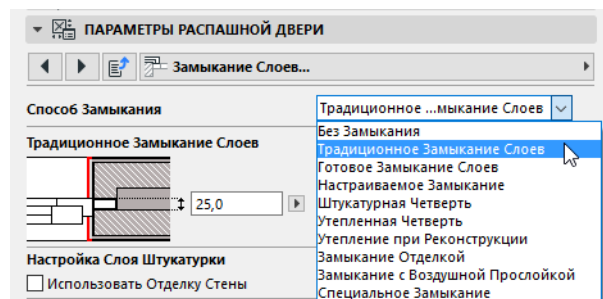 ПАРАМЕТРЫ РАСПАШНОЙ ДВЕРИ
Замыкание Слоев...
Способ Замыкания
Традиционное ...мыкание Слоев
Без Замыкания
Традиционное Замыкание Слоев
Традиционное Замыкание Слоев
Готовое Замыкание Слоев
Настраиваемое Замыкание
Штукатурная Четверть
25,0
Утепленная Четверть
Утепление при Реконструкции
Настройка Слоя Штукатурки
Замыкание Отделкой
Замыкание с Воздушной Прослойкой
Использовать Отделку Стены
Специальное Замыкание